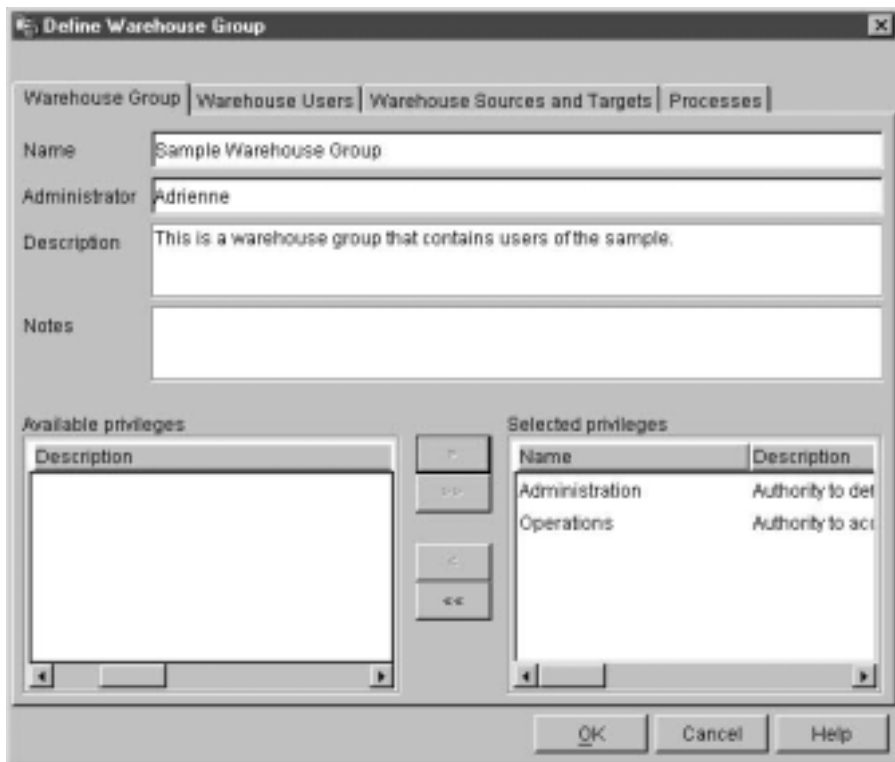 Define Warehouse Group
Warehouse Group Warehouse Users Warehouse Sources and Targets Processes
Name Sample Warehouse Group
Administrator Adrienne
Description This is a warehouse group that contains users of the sample.
Notes
Available privileges
Description
>
>>
<
<<
Selected privileges
Name Description
Administration Authority to def
Operations Authority to acc
OK Cancel Help